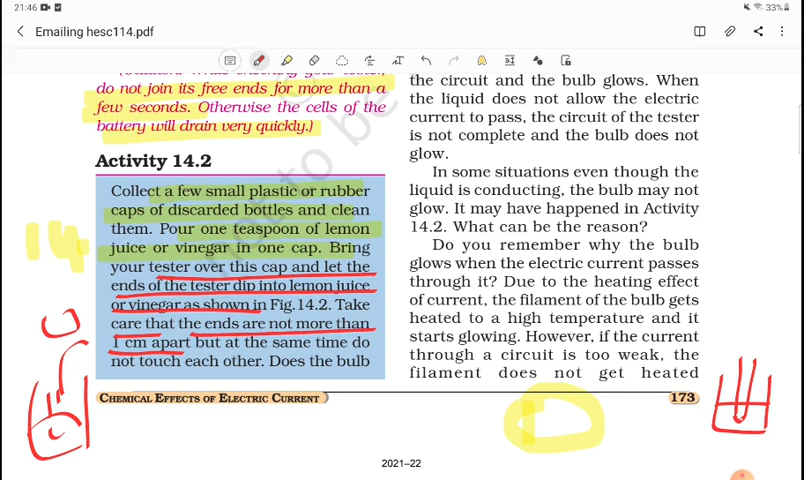 21:46
33%
Emailing hesc114.pdf
do not join its free ends for more than a
few seconds. Otherwise the cells of the
battery will drain very quickly.)
Activity 14.2
Collect a few small plastic or rubber
caps of discarded bottles and clean
them. Pour one teaspoon of lemon
juice or vinegar in one cap. Bring
your tester over this cap and let the
ends of the tester dip into lemon juice
or vinegar as shown in Fig.14.2. Take
care that the ends are not more than
1 cm apart but at the same time do
not touch each other. Does the bulb
14
the circuit and the bulb glows. When
the liquid does not allow the electric
current to pass, the circuit of the tester
is not complete and the bulb does not
glow.
In some situations even though the
liquid is conducting, the bulb may not
glow. It may have happened in Activity
14.2. What can be the reason?
Do you remember why the bulb
glows when the electric current passes
through it? Due to the heating effect
of current, the filament of the bulb gets
heated to a high temperature and it
starts glowing. However, if the current
through a circuit is too weak, the
filament does not get heated
CHEMICAL EFFECTS OF ELECTRIC CURRENT
173
2021–22